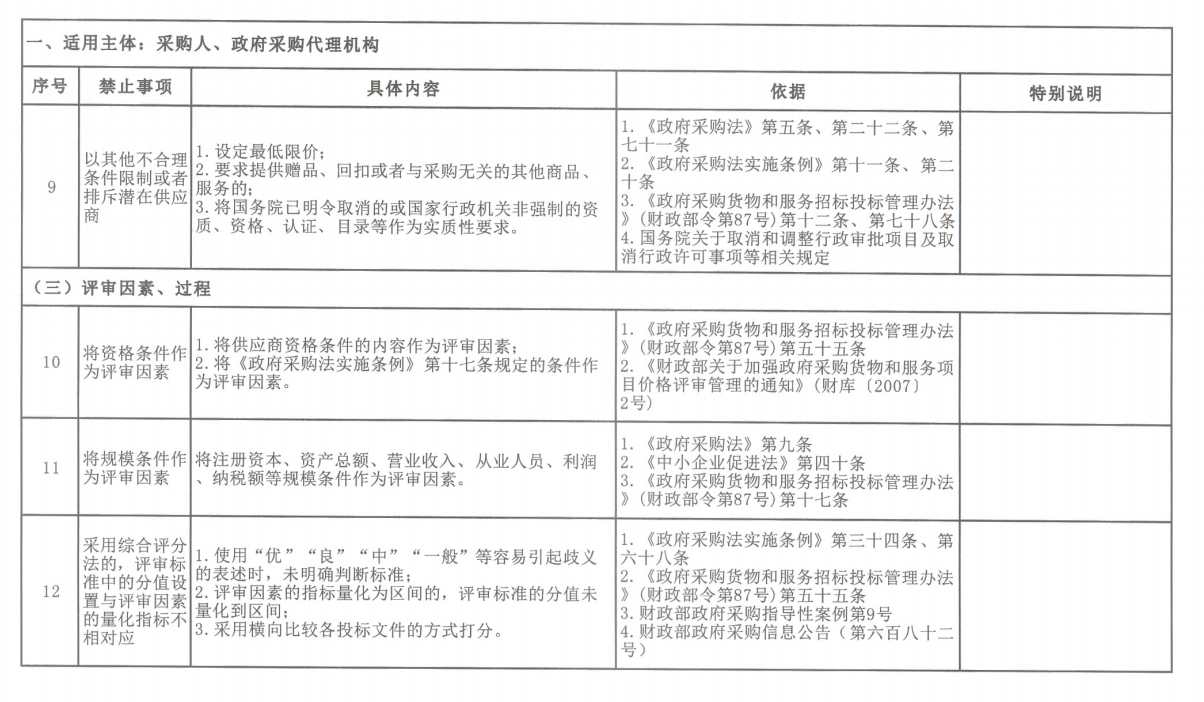 一、适用主体：采购人、政府采购代理机构
序号
禁止事项
具体内容
依据
特别说明
9
以其他不合理
条件限制或者
排斥潜在供应
商
1.设定最低限价；
2.要求提供赠品、回扣或者与采购无关的其他商品、
服务的；
3.将国务院已明令取消的或国家行政机关非强制的资
质、资格、认证、目录等作为实质性要求。
1.《政府采购法》第五条、第二十二条、第
七十一条
2.《政府采购法实施条例》第十一条、第二
十条
3.《政府采购货物和服务招标投标管理办法
》(财政部令第87号)第十二条、第七十八条
4.国务院关于取消和调整行政审批项目及取
消行政许可事项等相关规定
（三）评审因素、过程
10
将资格条件作
为评审因素
1.将供应商资格条件的内容作为评审因素；
2.将《政府采购法实施条例》第十七条规定的条件作
为评审因素。
1.《政府采购货物和服务招标投标管理办法
》(财政部令第87号)第五十五条
2.《财政部关于加强政府采购货物和服务项
目价格评审管理的通知》(财库〔2007〕
2号)
11
将规模条件作
为评审因素
将注册资本、资产总额、营业收入、从业人员、利润
、纳税额等规模条件作为评审因素。
1.《政府采购法》第九条
2.《中小企业促进法》第四十条
3.《政府采购货物和服务招标投标管理办法
》(财政部令第87号)第十七条
12
采用综合评分
法的，评审标
准中的分值设
置与评审因素
的量化指标不
相对应
1.使用“优”“良”“中”“一般”等容易引起歧义
的表述时，未明确判断标准；
2.评审因素的指标量化为区间的，评审标准的分值未
量化到区间；
3.采用横向比较各投标文件的方式打分。
1.《政府采购法实施条例》第三十四条、第
六十八条
2.《政府采购货物和服务招标投标管理办法
》(财政部令第87号)第五十五条
3.财政部政府采购指导性案例第9号
4.财政部政府采购信息公告（第六百八十二
号）